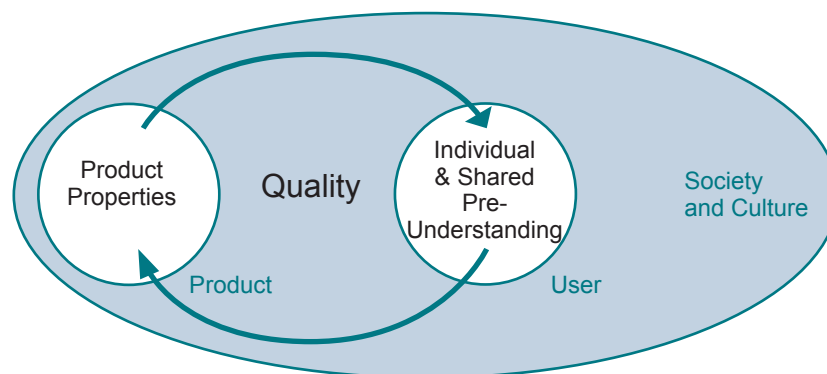 Product
Properties
Quality
Individual
& Shared
Pre-
Understanding
Society
and Culture
Product
User